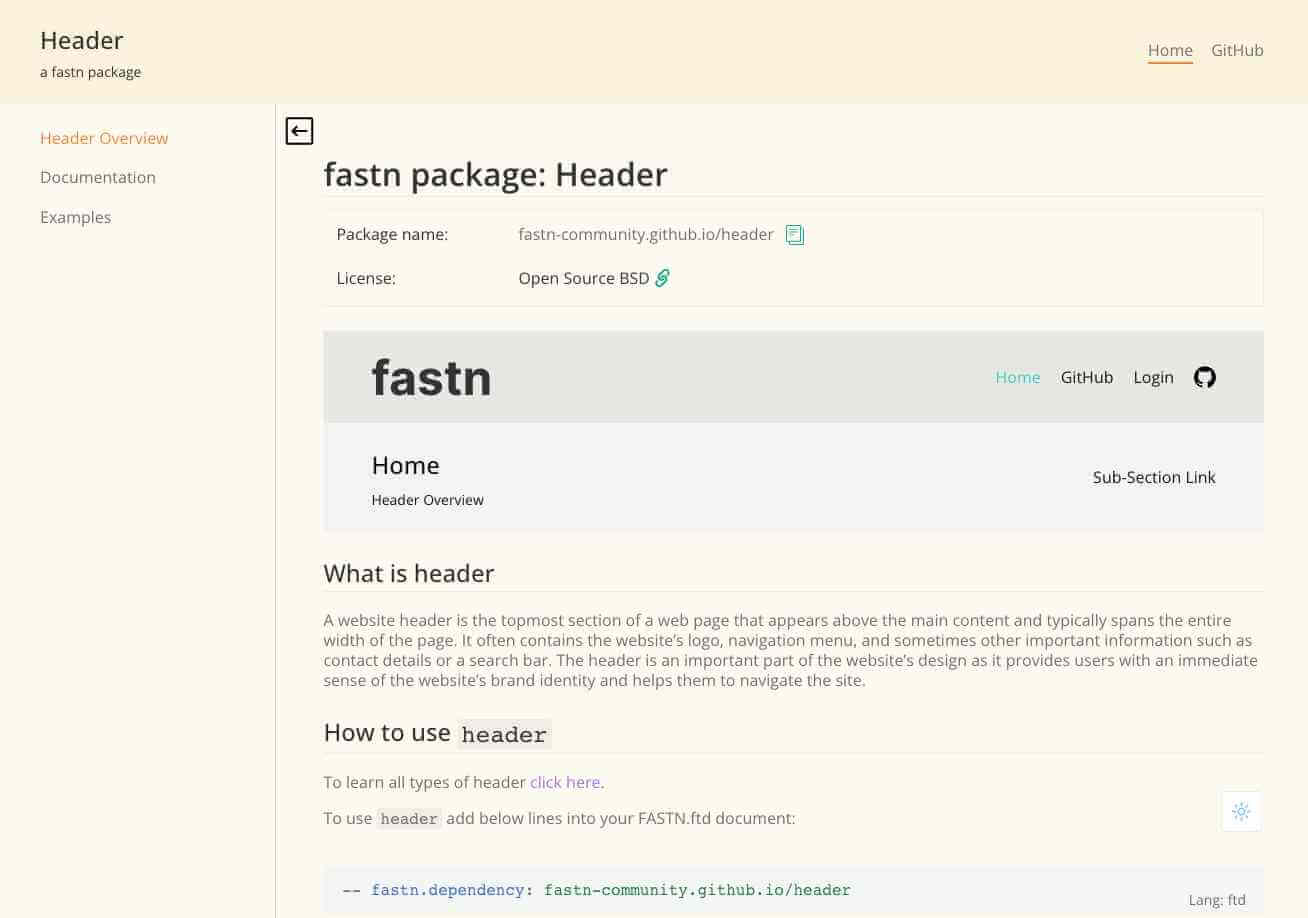 Header
a fastn package
Home GitHub
Header Overview
Documentation
Examples
fastn package: Header
Package name: fastn-community.github.io/header
License: Open Source BSD
fastn
Home GitHub Login
Home
Header Overview
Sub-Section Link
What is header
A website header is the topmost section of a web page that appears above the main content and typically spans the entire
width of the page. It often contains the website’s logo, navigation menu, and sometimes other important information such as
contact details or a search bar. The header is an important part of the website’s design as it provides users with an immediate
sense of the website’s brand identity and helps them to navigate the site.
How to use header
To learn all types of header click here.
To use header add below lines into your FASTN.ftd document:
-- fastn.dependency: fastn-community.github.io/header
Lang: ftd